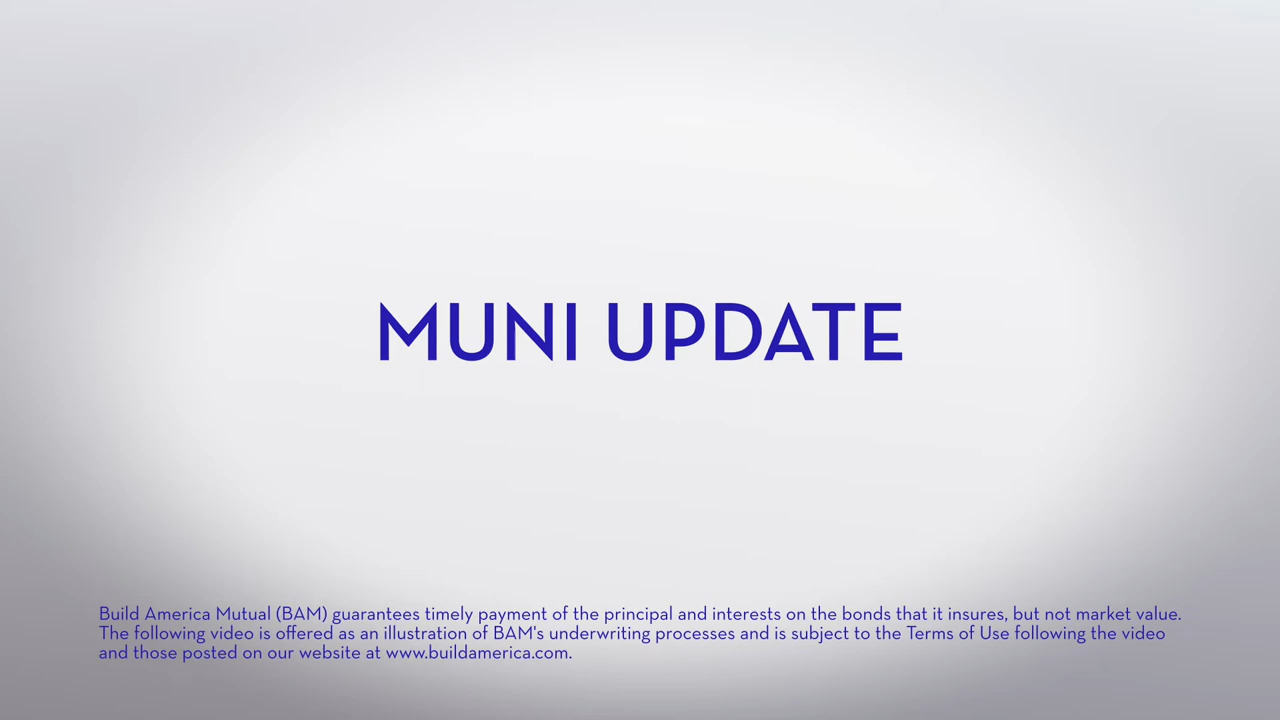 MUNI UPDATE
Build America Mutual (BAM) guarantees timely payment of the principal and interests on the bonds that it insures, but not market value.
The following video is offered as an illustration of BAM's underwriting processes and is subject to the Terms of Use following the video
and those posted on our website at www.buildamerica.com.